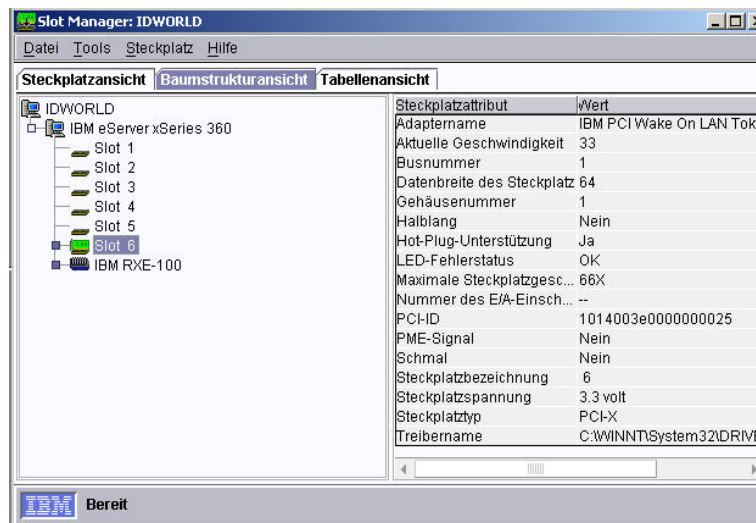 Slot Manager: IDWORLD
Datei Tools Steckplatz Hilfe
Steckplatzansicht Baumstrukturansicht Tabellenansicht
IDWORLD
IBM eServer xSeries 360
Slot 1
Slot 2
Slot 3
Slot 4
Slot 5
Slot 6
IBM RXE-100
Steckplatzattribut Wert
Adaptername IBM PCI Wake On LAN Tok
Aktuelle Geschwindigkeit 33
Busnummer 1
Datenbreite des Steckplatz 64
Gehäusenummer 1
Halblang Nein
Hot-Plug-Unterstützung Ja
LED-Fehlerstatus OK
Maximale Steckplatzgesc... 66X
Nummer des E/A-Einsch... --
PCI-ID 1014003e0000000025
PME-Signal Nein
Schmal Nein
Steckplatzbezeichnung 6
Steckplatzspannung 3.3 volt
Steckplatztyp PCI-X
Treibername C:\WINNT\System32\DRIVE
IBM Bereit